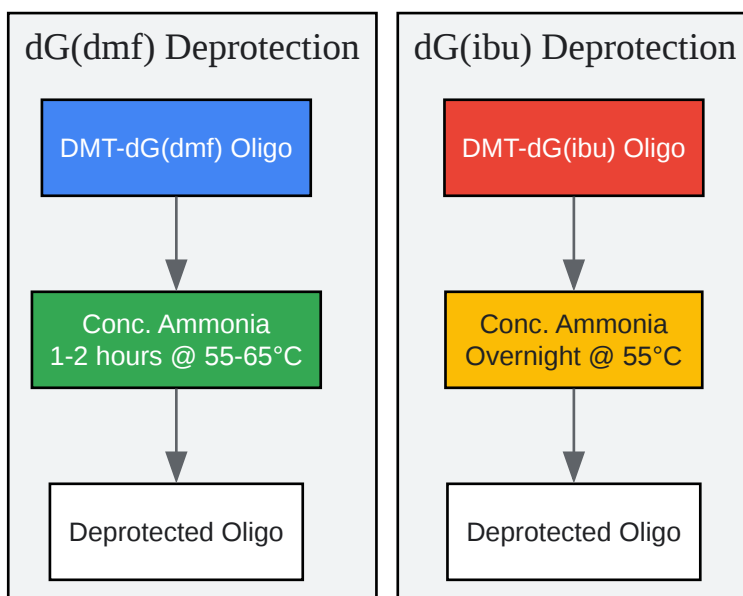 dG(dmf) Deprotection
DMT-dG(dmf) Oligo
Conc. Ammonia
1-2 hours @ 55-65°C
Deprotected Oligo
dG(ibu) Deprotection
DMT-dG(ibu) Oligo
Conc. Ammonia
Overnight @ 55°C
Deprotected Oligo